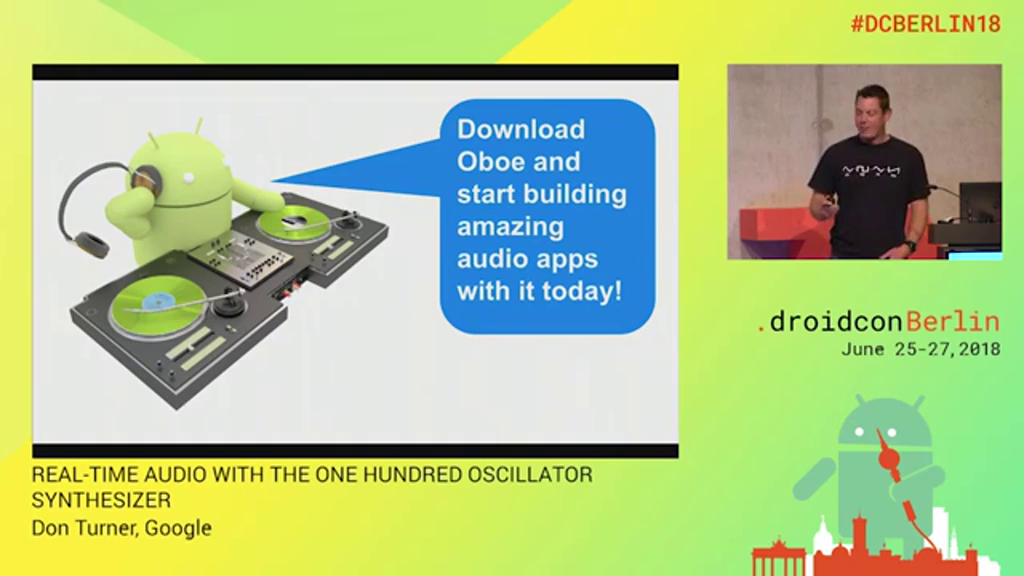 #DCBERLIN18
Download
Oboe and
start building
amazing
audio apps
with it today!
.droidconBerlin
June 25-27, 2018
REAL-TIME AUDIO WITH THE ONE HUNDRED OSCILLATOR
SYNTHESIZER
Don Turner, Google